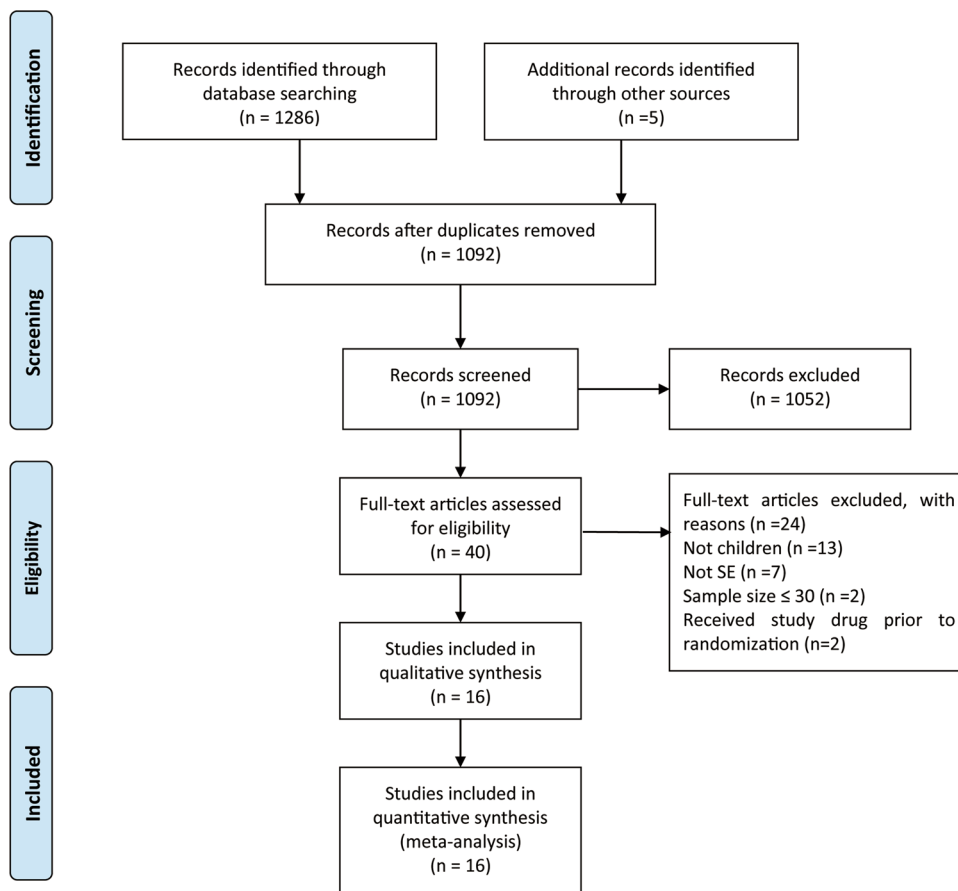 Identification
Records identified through
database searching
(n = 1286)
Additional records identified
through other sources
(n =5)
Records after duplicates removed
(n = 1092)
Screening
Records screened
(n = 1092)
Records excluded
(n = 1052)
Eligibility
Full-text articles assessed
for eligibility
(n = 40)
Full-text articles excluded, with
reasons (n =24)
Not children (n =13)
Not SE (n =7)
Sample size ≤ 30 (n =2)
Received study drug prior to
randomization (n=2)
Studies included in
qualitative synthesis
(n = 16)
Included
Studies included in
quantitative synthesis
(meta-analysis)
(n = 16)